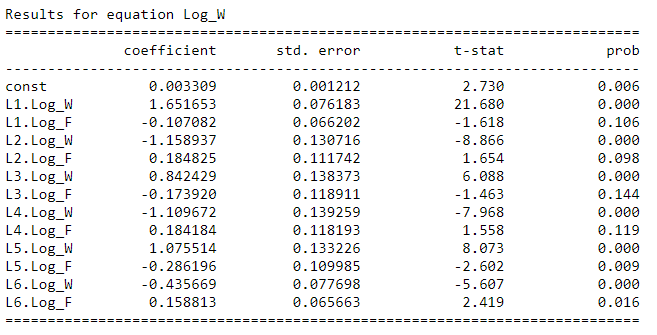 Results for equation Log_W
==============================================================================
coefficient std. error t-stat prob
------------------------------------------------------------------------------
const 0.003309 0.001212 2.730 0.006
L1.Log_W 1.651653 0.076183 21.680 0.000
L1.Log_F -0.107082 0.066202 -1.618 0.106
L2.Log_W -1.158937 0.130716 -8.866 0.000
L2.Log_F 0.184825 0.111742 1.654 0.098
L3.Log_W 0.842429 0.138373 6.088 0.000
L3.Log_F -0.173920 0.118911 -1.463 0.144
L4.Log_W -1.109672 0.139259 -7.968 0.000
L4.Log_F 0.184184 0.118193 1.558 0.119
L5.Log_W 1.075514 0.133226 8.073 0.000
L5.Log_F -0.286196 0.109985 -2.602 0.009
L6.Log_W -0.435669 0.077698 -5.607 0.000
L6.Log_F 0.158813 0.065663 2.419 0.016
==============================================================================